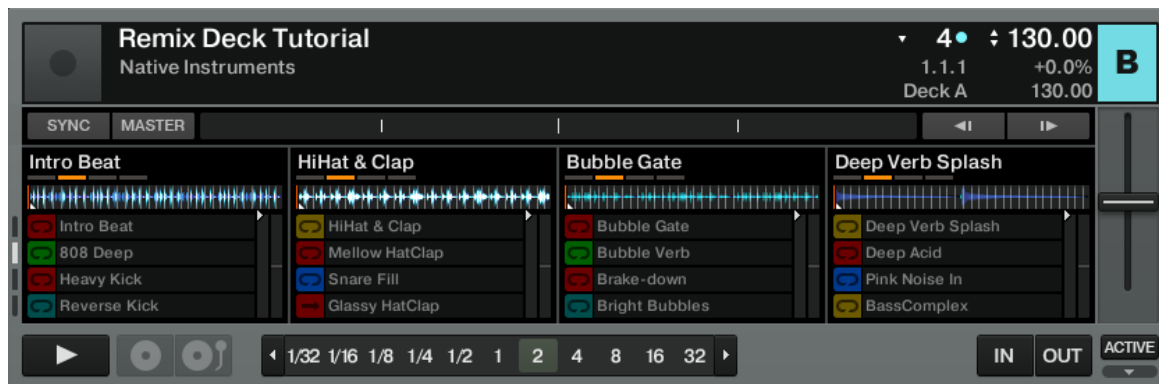 Remix Deck Tutorial 4 130.00
Native Instruments 1.1.1 +0.0%
Deck A 130.00
B
SYNC MASTER
Intro Beat HiHat & Clap Bubble Gate Deep Verb Splash
Intro Beat HiHat & Clap Bubble Gate Deep Verb Splash
808 Deep Mellow HatClap Bubble Verb Deep Acid
Heavy Kick Snare Fill Brake-down Pink Noise In
Reverse Kick Glassy HatClap Bright Bubbles BassComplex
1/32 1/16 1/8 1/4 1/2 1 2 4 8 16 32 IN OUT ACTIVE